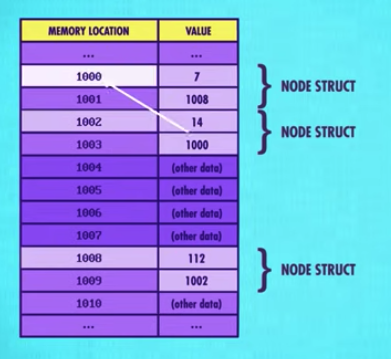 MEMORY LOCATION VALUE
... ...
1000 7
1001 1008
NODE STRUCT
1002 14
1003 1000
NODE STRUCT
1004 (other data)
1005 (other data)
1006 (other data)
1007 (other data)
1008 112
1009 1002
NODE STRUCT
1010 (other data)
... ...